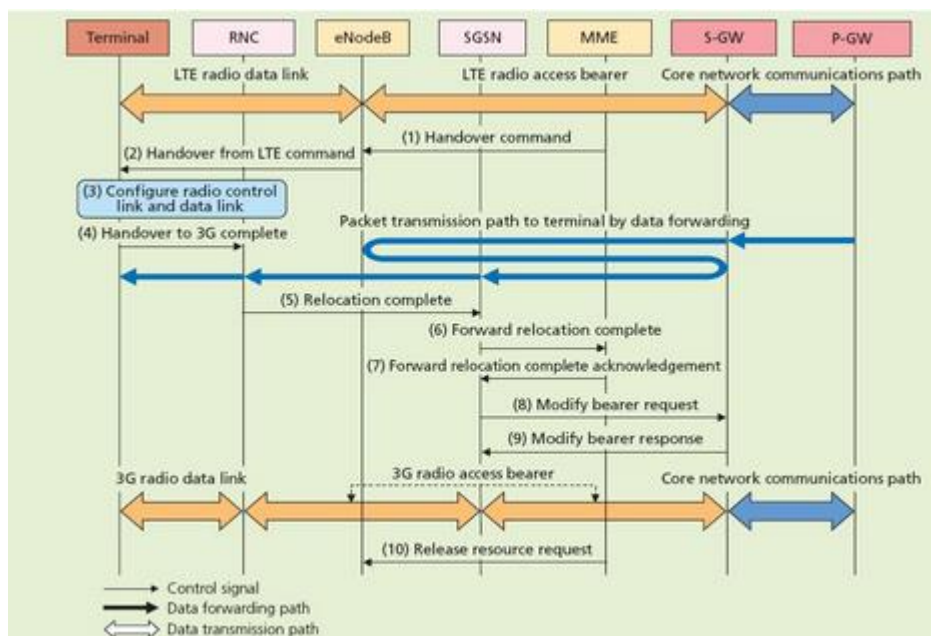 Terminal RNC eNodeB SGSN MME S-GW P-GW
LTE radio data link
LTE radio access bearer
Core network communications path
(1) Handover command
(2) Handover from LTE command
(3) Configure radio control
link and data link
Packet transmission path to terminal by data forwarding
(4) Handover to 3G complete
(5) Relocation complete
(6) Forward relocation complete
(7) Forward relocation complete acknowledgement
(8) Modify bearer request
(9) Modify bearer response
3G radio data link
3G radio access bearer
Core network communications path
(10) Release resource request
Control signal
Data forwarding path
Data transmission path